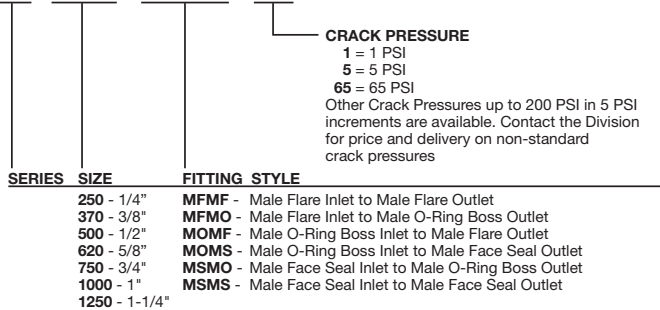 CRACK PRESSURE
1 = 1 PSI
5 = 5 PSI
65 = 65 PSI
Other Crack Pressures up to 200 PSI in 5 PSI
increments are available. Contact the Division
for price and delivery on non-standard
crack pressures
SERIES SIZE FITTING STYLE
250 - 1/4” MFMF - Male Flare Inlet to Male Flare Outlet
370 - 3/8" MFMO - Male Flare Inlet to Male O-Ring Boss Outlet
500 - 1/2" MOMF - Male O-Ring Boss Inlet to Male Flare Outlet
620 - 5/8” MOMS - Male O-Ring Boss Inlet to Male Face Seal Outlet
750 - 3/4" MSMO - Male Face Seal Inlet to Male O-Ring Boss Outlet
1000 - 1" MSMS - Male Face Seal Inlet to Male Face Seal Outlet
1250 - 1-1/4"